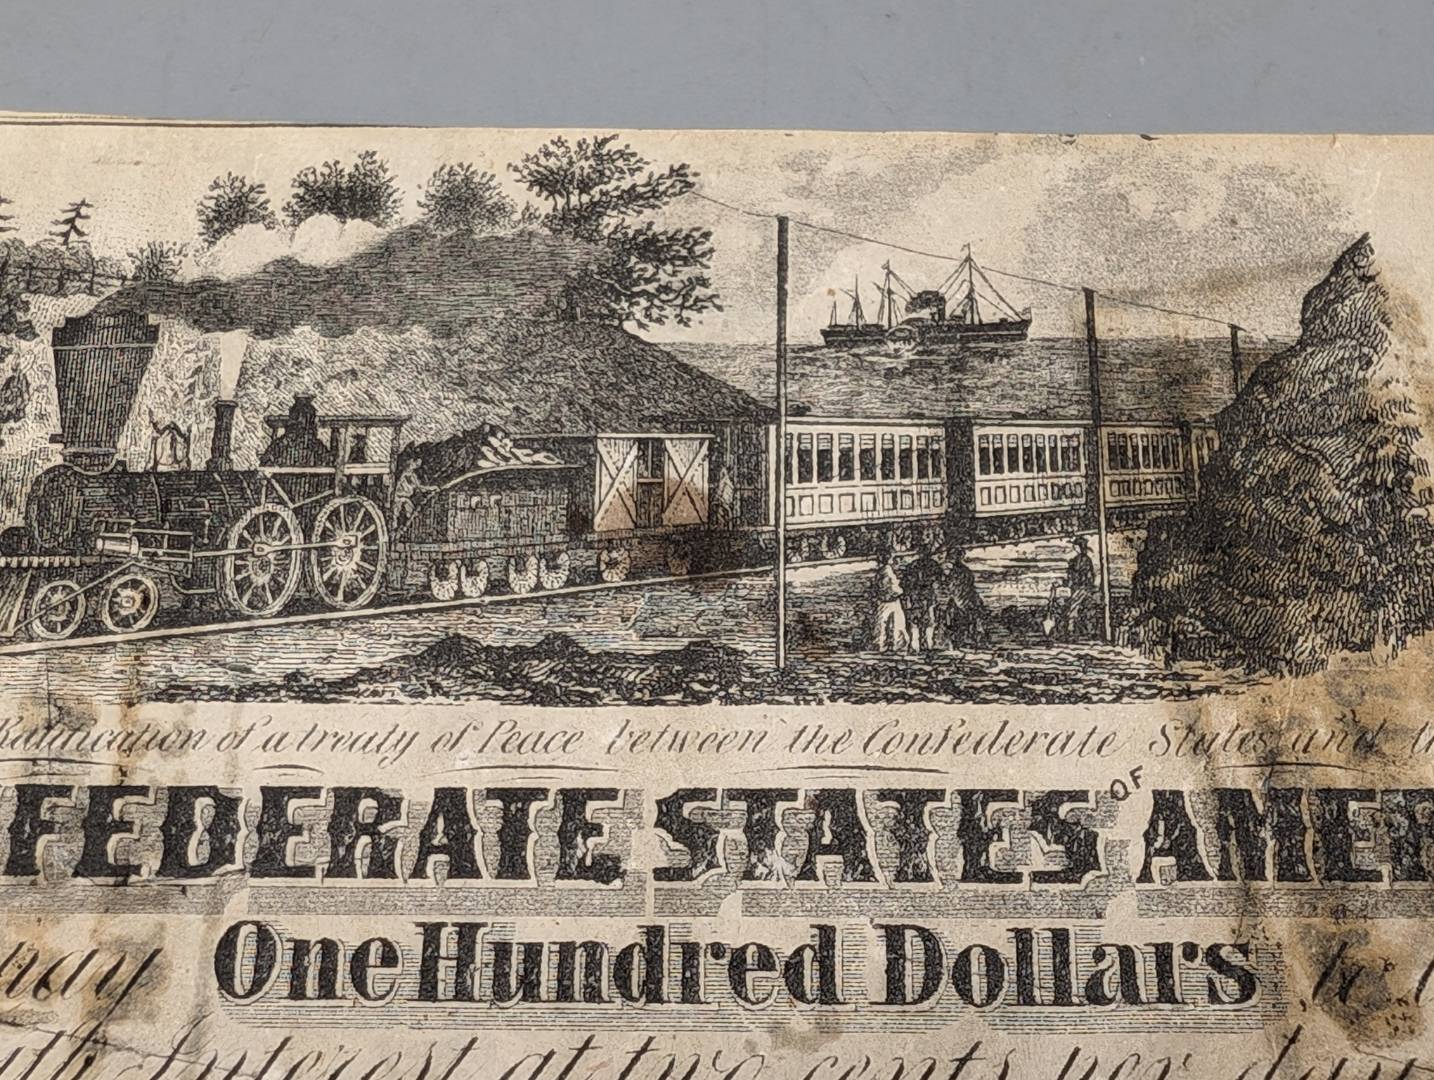 Ratification of a treaty of Peace between the Confederate States and
FEDERATE STATES OF AMER
One Hundred Dollars
Interest at two cents per day